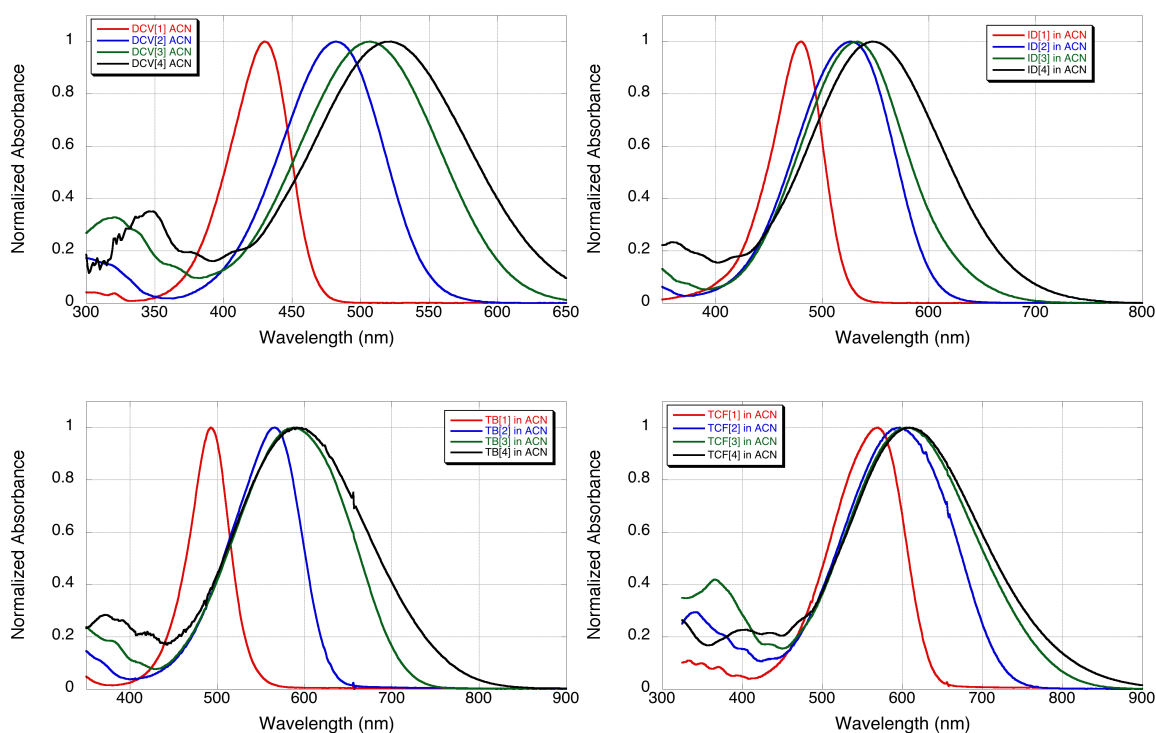 DCV[1] ACN
DCV[2] ACN
DCV[3] ACN
DCV[4] ACN
Normalized Absorbance
1
0.8
0.6
0.4
0.2
0
300 350 400 450 500 550 600 650
Wavelength (nm)
ID[1] in ACN
ID[2] in ACN
ID[3] in ACN
ID[4] in ACN
Normalized Absorbance
1
0.8
0.6
0.4
0.2
0
400 500 600 700 800
Wavelength (nm)
TB[1] in ACN
TB[2] in ACN
TB[3] in ACN
TB[4] in ACN
Normalized Absorbance
1
0.8
0.6
0.4
0.2
0
400 500 600 700 800 900
Wavelength (nm)
TCF[1] in ACN
TCF[2] in ACN
TCF[3] in ACN
TCF[4] in ACN
Normalized Absorbance
1
0.8
0.6
0.4
0.2
0
300 400 500 600 700 800 900
Wavelength (nm)